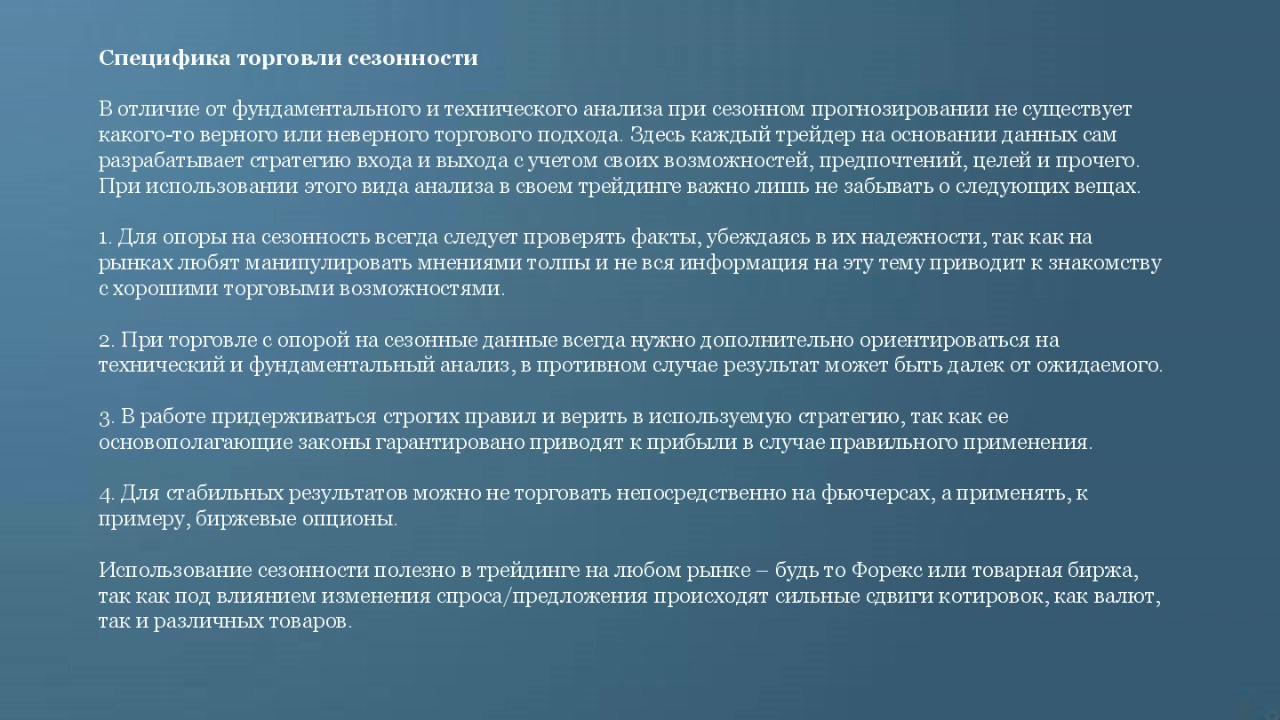 Специфика торговли сезонности
В отличие от фундаментального и технического анализа при сезонном прогнозировании не существует
какого-то верного или неверного торгового подхода. Здесь каждый трейдер на основании данных сам
разрабатывает стратегию входа и выхода с учетом своих возможностей, предпочтений, целей и прочего.
При использовании этого вида анализа в своем трейдинге важно лишь не забывать о следующих вещах.
1. Для опоры на сезонность всегда следует проверять факты, убеждаясь в их надежности, так как на
рынках любят манипулировать мнениями толпы и не вся информация на эту тему приводит к знакомству
с хорошими торговыми возможностями.
2. При торговле с опорой на сезонные данные всегда нужно дополнительно ориентироваться на
технический и фундаментальный анализ, в противном случае результат может быть далек от ожидаемого.
3. В работе придерживаться строгих правил и верить в используемую стратегию, так как ее
основополагающие законы гарантировано приводят к прибыли в случае правильного применения.
4. Для стабильных результатов можно не торговать непосредственно на фьючерсах, а применять, к
примеру, биржевые опционы.
Использование сезонности полезно в трейдинге на любом рынке – будь то Форекс или товарная биржа,
так как под влиянием изменения спроса/предложения происходят сильные сдвиги котировок, как валют,
так и различных товаров.